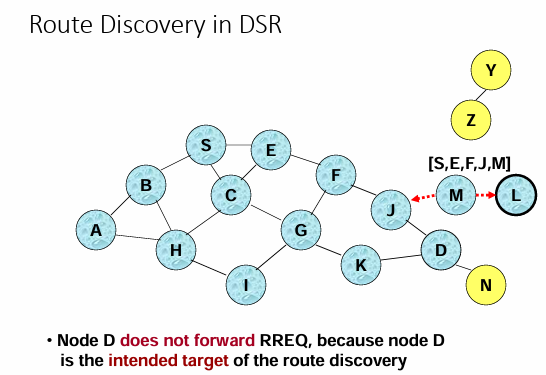 Route Discovery in DSR
Y
Z
S
E
[S,E,F,J,M]
B
C
F
M
L
J
A
H
G
D
K
I
N
• Node D does not forward RREQ, because node D
is the intended target of the route discovery